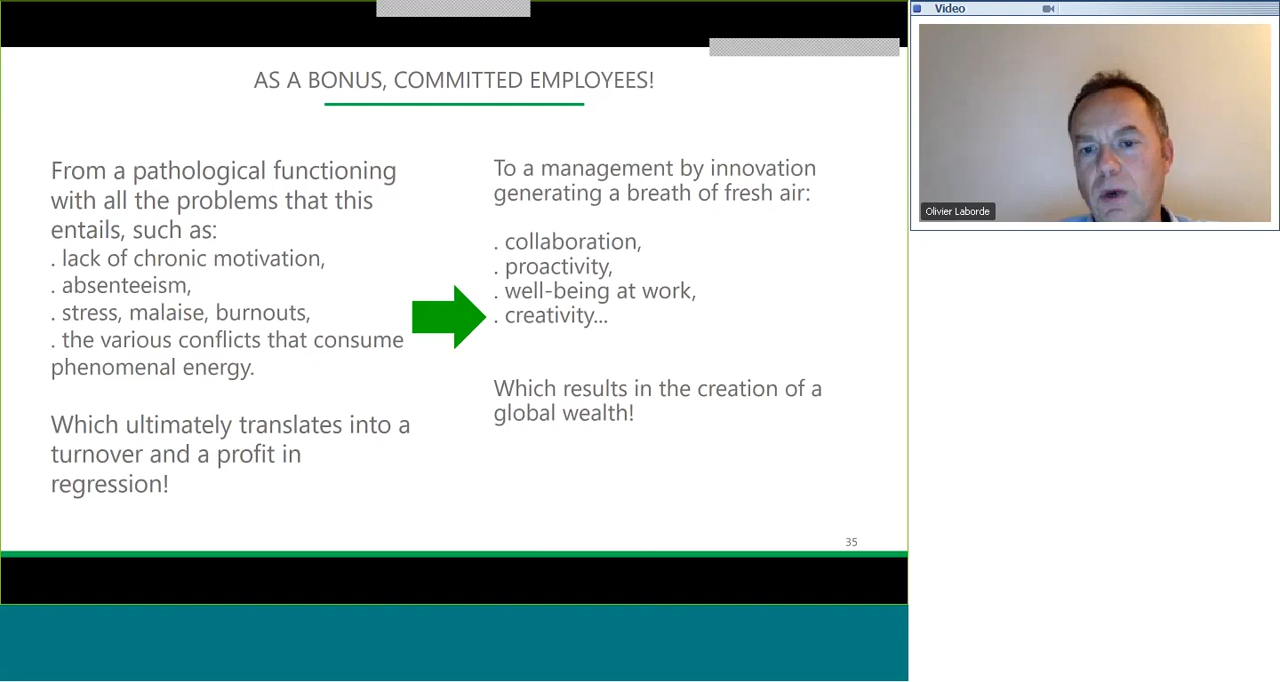 AS A BONUS, COMMITTED EMPLOYEES!
From a pathological functioning
with all the problems that this
entails, such as:
. lack of chronic motivation,
. absenteeism,
. stress, malaise, burnouts,
. the various conflicts that consume
phenomenal energy.
Which ultimately translates into a
turnover and a profit in
regression!
To a management by innovation
generating a breath of fresh air:
. collaboration,
. proactivity,
. well-being at work,
. creativity...
Which results in the creation of a
global wealth!
35
Video
Olivier Laborde